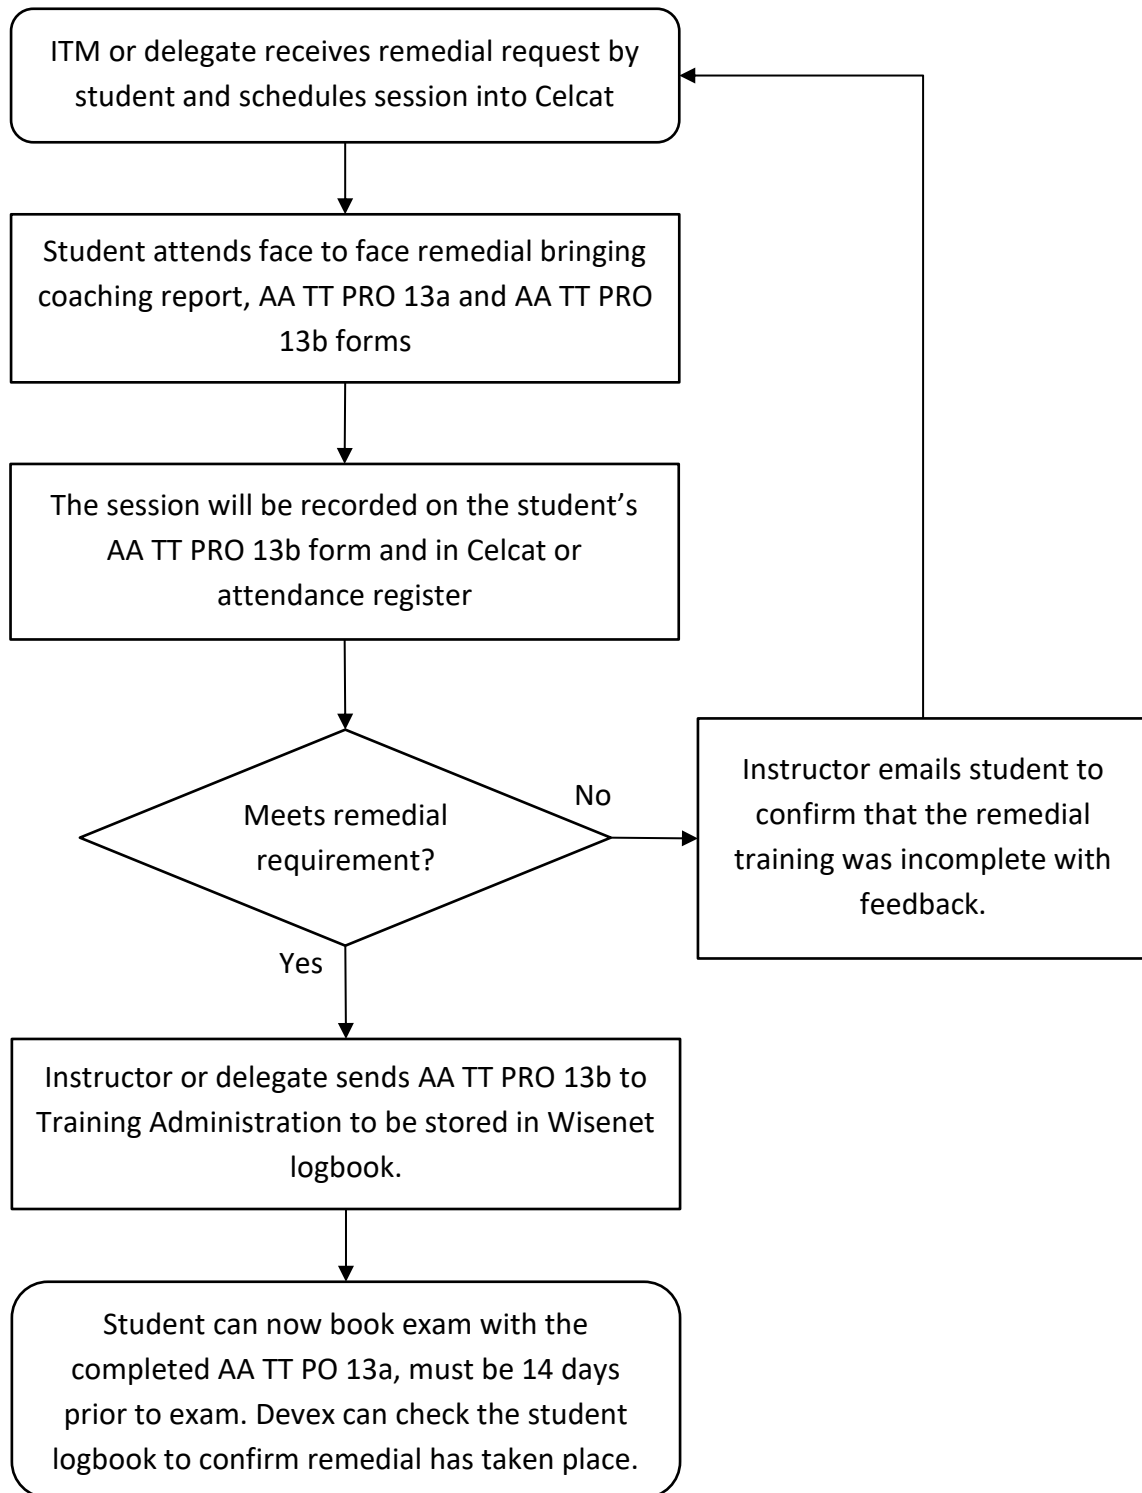 ITM or delegate receives remedial request by
student and schedules session into Celcat
Student attends face to face remedial bringing
coaching report, AA TT PRO 13a and AA TT PRO
13b forms
The session will be recorded on the student’s
AA TT PRO 13b form and in Celcat or
attendance register
Meets remedial
requirement?
No
Instructor emails student to
confirm that the remedial
training was incomplete with
feedback.
Yes
Instructor or delegate sends AA TT PRO 13b to
Training Administration to be stored in Wisenet
logbook.
Student can now book exam with the
completed AA TT PO 13a, must be 14 days
prior to exam. Devex can check the student
logbook to confirm remedial has taken place.